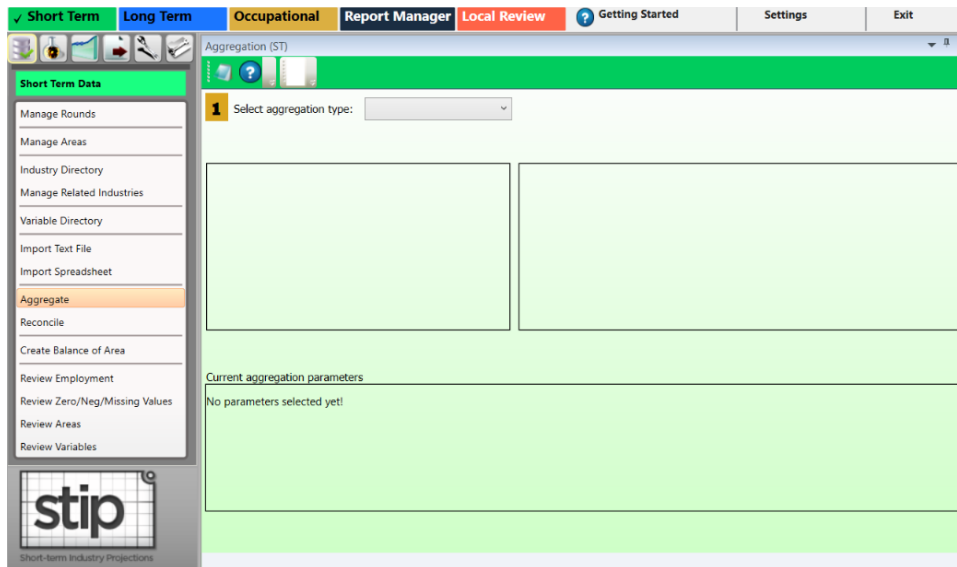 Short Term Long Term Occupational Report Manager Local Review ? Getting Started Settings Exit
Aggregation (ST)
?
Short Term Data
1 Select aggregation type:
Manage Rounds
Manage Areas
Industry Directory
Manage Related Industries
Variable Directory
Import Text File
Import Spreadsheet
Aggregate
Reconcile
Create Balance of Area
Review Employment
Review Zero/Neg/Missing Values
Review Areas
Review Variables
Current aggregation parameters
No parameters selected yet!
stip
Short-term Industry Projections